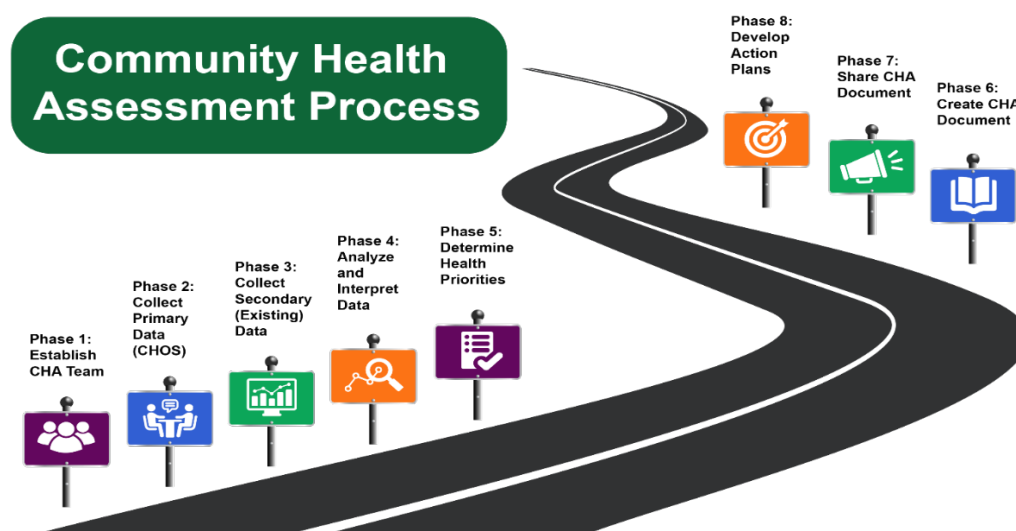 Community Health
Assessment Process
Phase 1:
Establish
CHA Team
Phase 2:
Collect
Primary
Data
(CHOS)
Phase 3:
Collect
Secondary
(Existing)
Data
Phase 4:
Analyze
and
Interpret
Data
Phase 5:
Determine
Health
Priorities
Phase 6:
Create CHA
Document
Phase 7:
Share CHA
Document
Phase 8:
Develop
Action
Plans